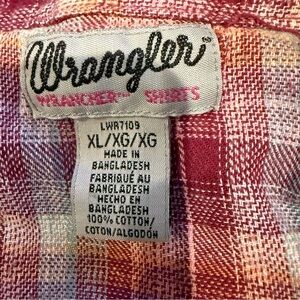 Wrangler™
WRANCHER™ SHIRTS
LWR7109
XL/XG/XG
MADE IN
BANGLADESH
FABRIQUÉ AU
BANGLADESH
HECHO EN
BANGLADESH
100% COTTON/
COTON/ALGODÓN